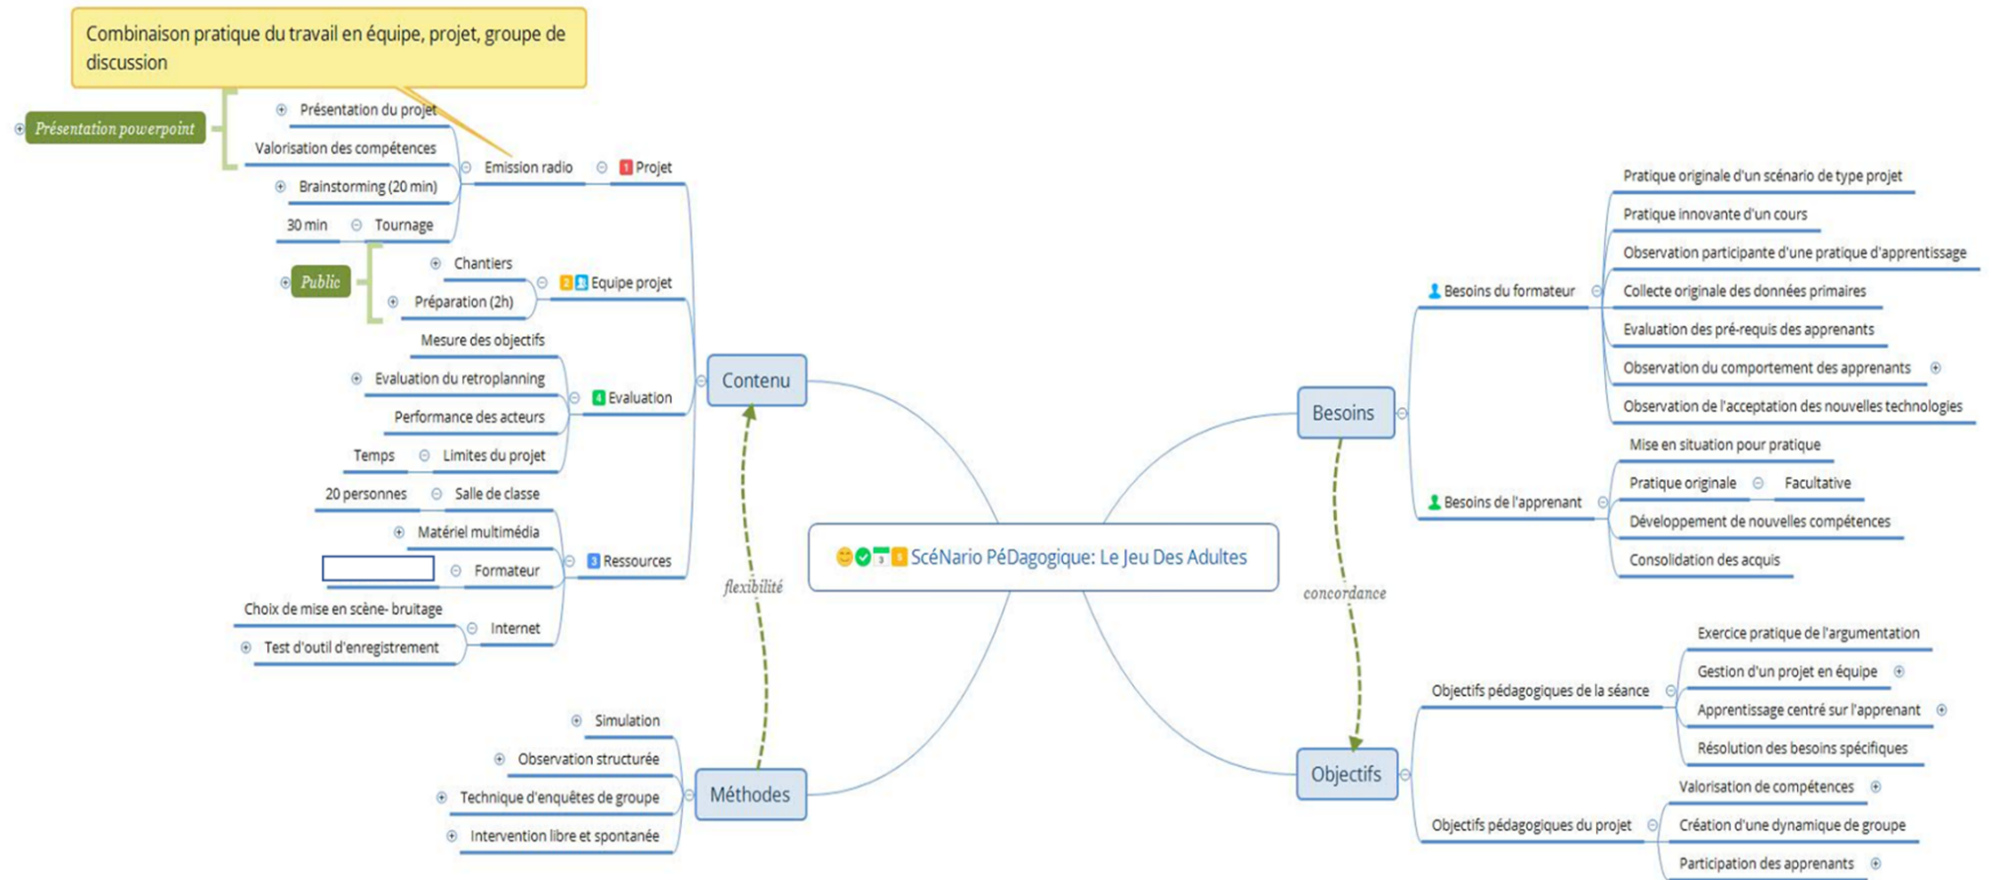 Combinaison pratique du travail en équipe, projet, groupe de
discussion
Présentation powerpoint
Présentation du projet
Valorisation des compétences
Brainstorming (20 min)
30 min
Tournage
Emission radio
1 Projet
Public
Chantiers
Préparation (2h)
2 Equipe projet
Mesure des objectifs
Evaluation du retroplanning
Performance des acteurs
Temps
Limites du projet
4 Evaluation
20 personnes
Salle de classe
Matériel multimédia
Formateur
Choix de mise en scène- bruitage
Test d'outil d'enregistrement
Internet
3 Ressources
Contenu
flexibilité
Simulation
Observation structurée
Technique d'enquêtes de groupe
Intervention libre et spontanée
Méthodes
3 5 ScéNario PéDagogique: Le Jeu Des Adultes
Besoins
Besoins du formateur
Pratique originale d'un scénario de type projet
Pratique innovante d'un cours
Observation participante d'une pratique d'apprentissage
Collecte originale des données primaires
Evaluation des pré-requis des apprenants
Observation du comportement des apprenants
Observation de l'acceptation des nouvelles technologies
Besoins de l'apprenant
Mise en situation pour pratique
Pratique originale
Facultative
Développement de nouvelles compétences
Consolidation des acquis
concordance
Objectifs
Objectifs pédagogiques de la séance
Exercice pratique de l'argumentation
Gestion d'un projet en équipe
Apprentissage centré sur l'apprenant
Résolution des besoins spécifiques
Objectifs pédagogiques du projet
Valorisation de compétences
Création d'une dynamique de groupe
Participation des apprenants